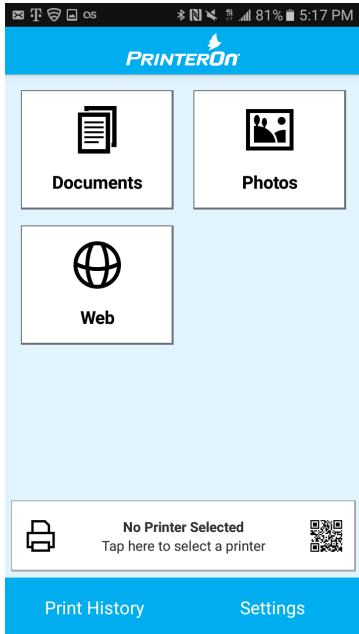 OS 81% 5:17 PM
PRINTERON
Documents
Photos
Web
No Printer Selected
Tap here to select a printer
Print History
Settings